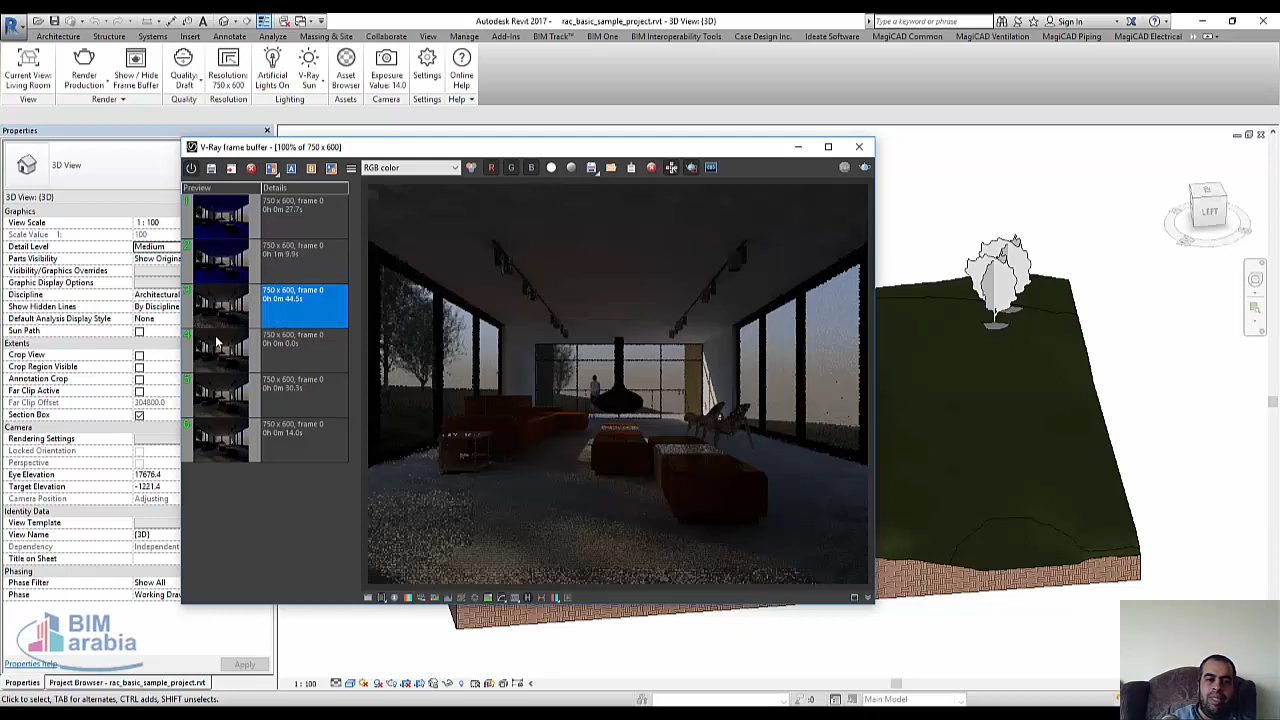 Autodesk Revit 2017 - rac_basic_sample_project.rvt - 3D View: {3D}
Type a keyword or phrase
Sign In
Architecture Structure Systems Insert Annotate Analyze Massing & Site Collaborate View Manage Add-Ins BIM Track™ BIM One BIM Interoperability Tools Case Design Inc. Ideate Software MagiCAD Common MagiCAD Ventilation MagiCAD Piping MagiCAD Electrical
Current View: Render Show / Hide Quality: Resolution: Artificial V-Ray Asset Exposure Settings Online
Living Room Production Frame Buffer Draft 750 x 600 Lights On Sun Browser Value: 14.0 Help
View Render Quality Resolution Lighting Assets Camera Settings Help
Properties
3D View
3D View: {3D}
Graphics
View Scale 1 : 100
Scale Value 1: 100
Detail Level Medium
Parts Visibility Show Origina
Visibility/Graphics Overrides
Graphic Display Options
Discipline Architectural
Show Hidden Lines By Discipline
Default Analysis Display Style None
Sun Path
Extents
Crop View
Crop Region Visible
Annotation Crop
Far Clip Active
Far Clip Offset 304800.0
Section Box
Camera
Rendering Settings
Locked Orientation
Perspective
Eye Elevation 17676.4
Target Elevation -1221.4
Camera Position Adjusting
Identity Data
View Template
View Name {3D}
Dependency Independent
Title on Sheet
Phasing
Phase Filter Show All
Phase Working Draw
BIM
arabia
Properties help Apply
Properties Project Browser - rac_basic_sample_project.rvt
Click to select, TAB for alternates, CTRL adds, SHIFT unselects.
V-Ray frame buffer - [100% of 750 x 600]
RGB color
R G B
Preview Details
1 750 x 600, frame 0
0h 0m 27.7s
2 750 x 600, frame 0
0h 1m 9.9s
3 750 x 600, frame 0
0h 0m 44.5s
4 750 x 600, frame 0
0h 0m 0.0s
5 750 x 600, frame 0
0h 0m 30.3s
6 750 x 600, frame 0
0h 0m 14.0s
LEFT
1 : 100
:0
Main Model